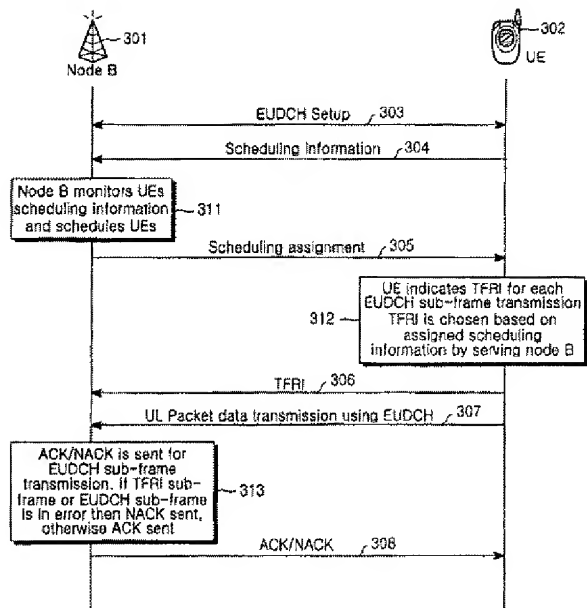 301
302
Node B
UE
EUDCH Setup 303
Scheduling Information 304
Node B monitors UEs
scheduling information
and schedules UEs
311
Scheduling assignment 305
UE indicates TFRI for each
EUDCH sub-frame transmission
TFRI is chosen based on
assigned scheduling
information by serving node B
312
TFRI 306
UL Packet data transmission using EUDCH 307
ACK/NACK is sent for
EUDCH sub-frame
transmission. If TFRI sub-
frame or EUDCH sub-frame
is in error then NACK sent,
otherwise ACK sent
313
ACK/NACK 308